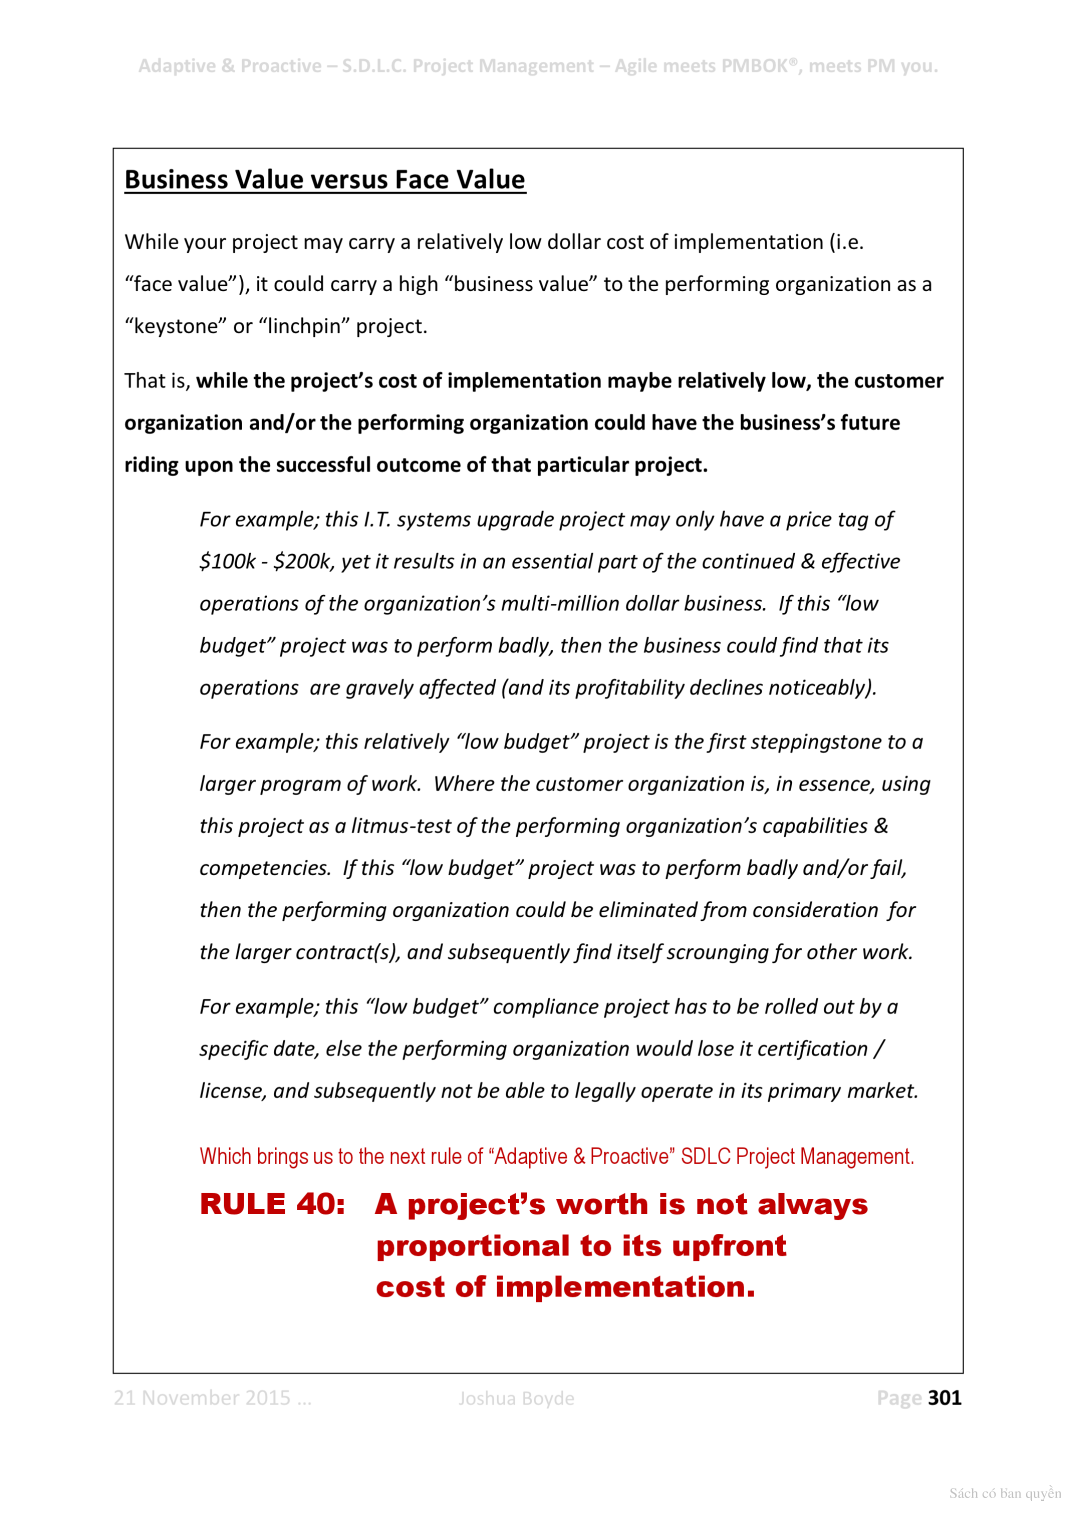 Adaptive & Proactive – S.D.L.C. Project Management – Agile meets PMBOK®, meets PM you.
Business Value versus Face Value
While your project may carry a relatively low dollar cost of implementation (i.e.
“face value”), it could carry a high “business value” to the performing organization as a
“keystone” or “linchpin” project.
That is, while the project’s cost of implementation maybe relatively low, the customer
organization and/or the performing organization could have the business’s future
riding upon the successful outcome of that particular project.
For example; this I.T. systems upgrade project may only have a price tag of
$100k - $200k, yet it results in an essential part of the continued & effective
operations of the organization’s multi-million dollar business. If this “low
budget” project was to perform badly, then the business could find that its
operations are gravely affected (and its profitability declines noticeably).
For example; this relatively “low budget” project is the first steppingstone to a
larger program of work. Where the customer organization is, in essence, using
this project as a litmus-test of the performing organization’s capabilities &
competencies. If this “low budget” project was to perform badly and/or fail,
then the performing organization could be eliminated from consideration for
the larger contract(s), and subsequently find itself scrounging for other work.
For example; this “low budget” compliance project has to be rolled out by a
specific date, else the performing organization would lose it certification /
license, and subsequently not be able to legally operate in its primary market.
Which brings us to the next rule of “Adaptive & Proactive” SDLC Project Management.
RULE 40: A project’s worth is not always
proportional to its upfront
cost of implementation.
21 November 2015 … Joshua Boyde Page 301
Sách có bản quyền